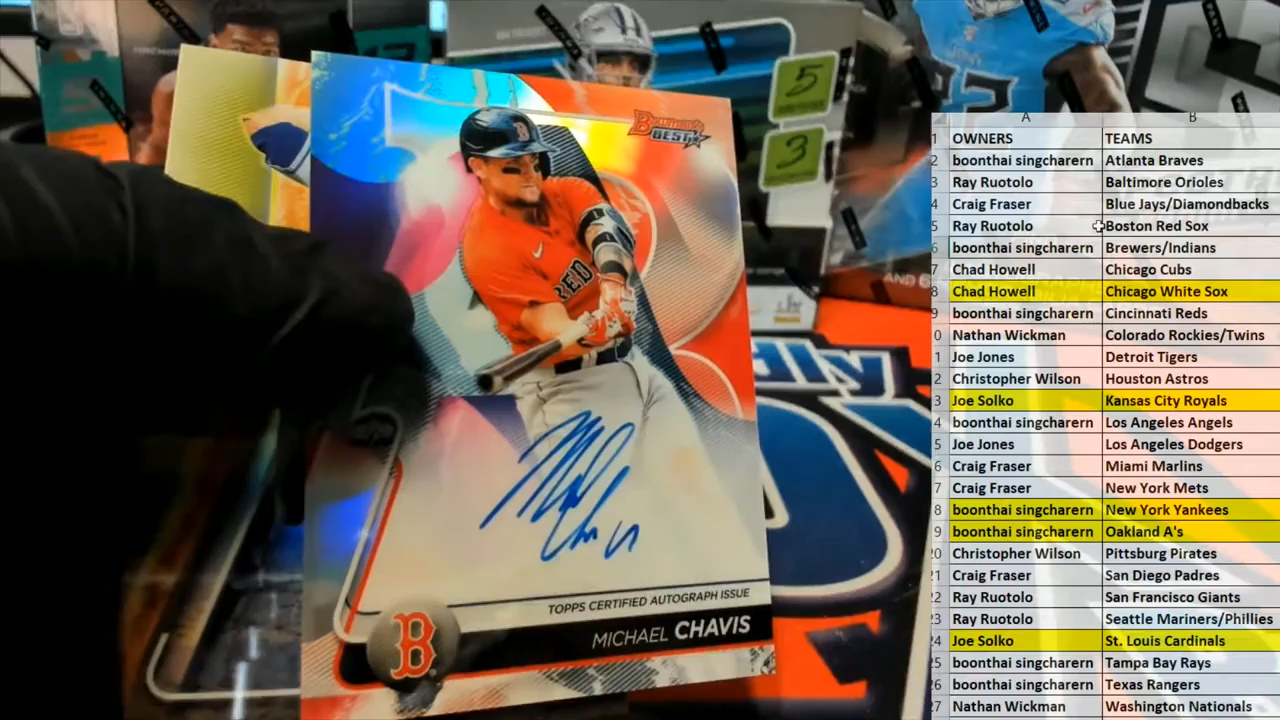 5
3
Bowman's
BEST
RED
B
TOPPS CERTIFIED AUTOGRAPH ISSUE
MICHAEL CHAVIS
dly
AND
A B
1 OWNERS TEAMS
2 boonthai singcharern Atlanta Braves
3 Ray Ruotolo Baltimore Orioles
4 Craig Fraser Blue Jays/Diamondbacks
5 Ray Ruotolo Boston Red Sox
6 boonthai singcharern Brewers/Indians
7 Chad Howell Chicago Cubs
8 Chad Howell Chicago White Sox
9 boonthai singcharern Cincinnati Reds
0 Nathan Wickman Colorado Rockies/Twins
1 Joe Jones Detroit Tigers
2 Christopher Wilson Houston Astros
3 Joe Solko Kansas City Royals
4 boonthai singcharern Los Angeles Angels
5 Joe Jones Los Angeles Dodgers
6 Craig Fraser Miami Marlins
7 Craig Fraser New York Mets
8 boonthai singcharern New York Yankees
9 boonthai singcharern Oakland A's
20 Christopher Wilson Pittsburg Pirates
21 Craig Fraser San Diego Padres
22 Ray Ruotolo San Francisco Giants
23 Ray Ruotolo Seattle Mariners/Phillies
24 Joe Solko St. Louis Cardinals
25 boonthai singcharern Tampa Bay Rays
26 boonthai singcharern Texas Rangers
27 Nathan Wickman Washington Nationals